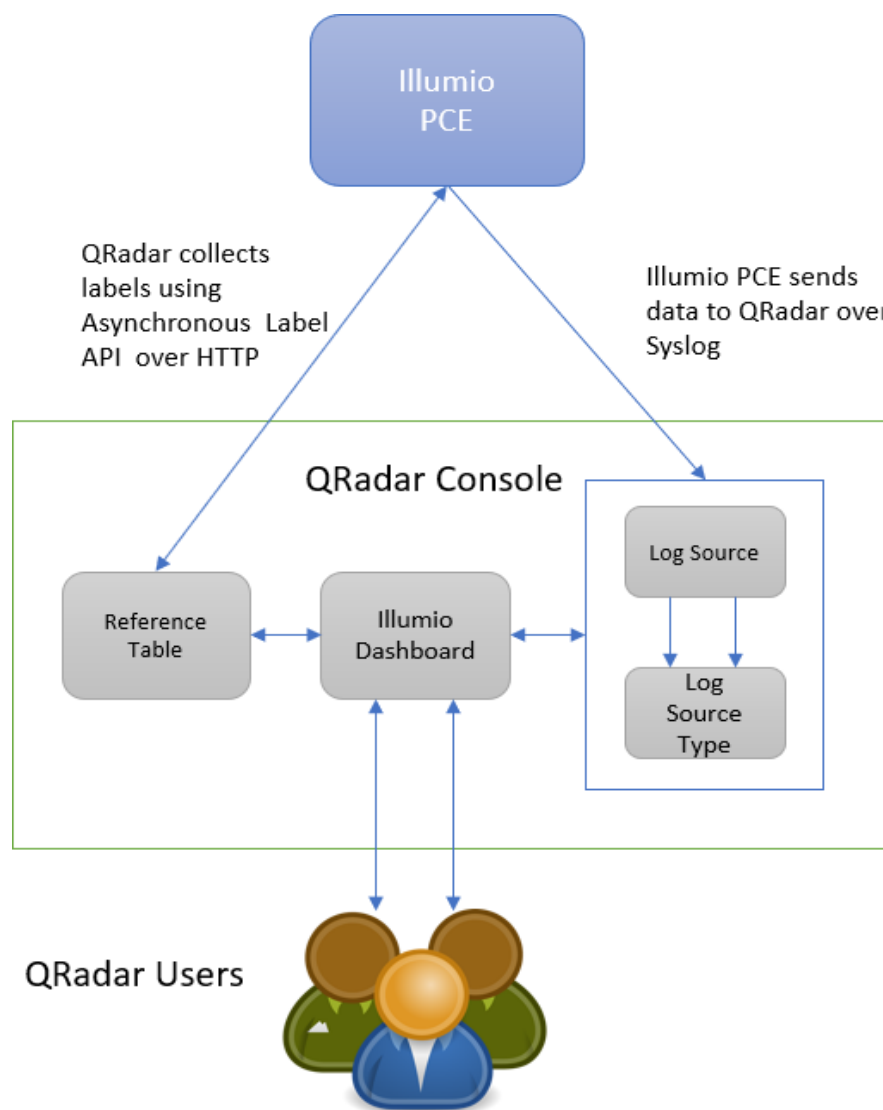 Illumio
PCE
QRadar collects
labels using
Asynchronous Label
API over HTTP
Illumio PCE sends
data to QRadar over
Syslog
QRadar Console
Log Source
Reference
Table
Illumio
Dashboard
Log
Source
Type
QRadar Users